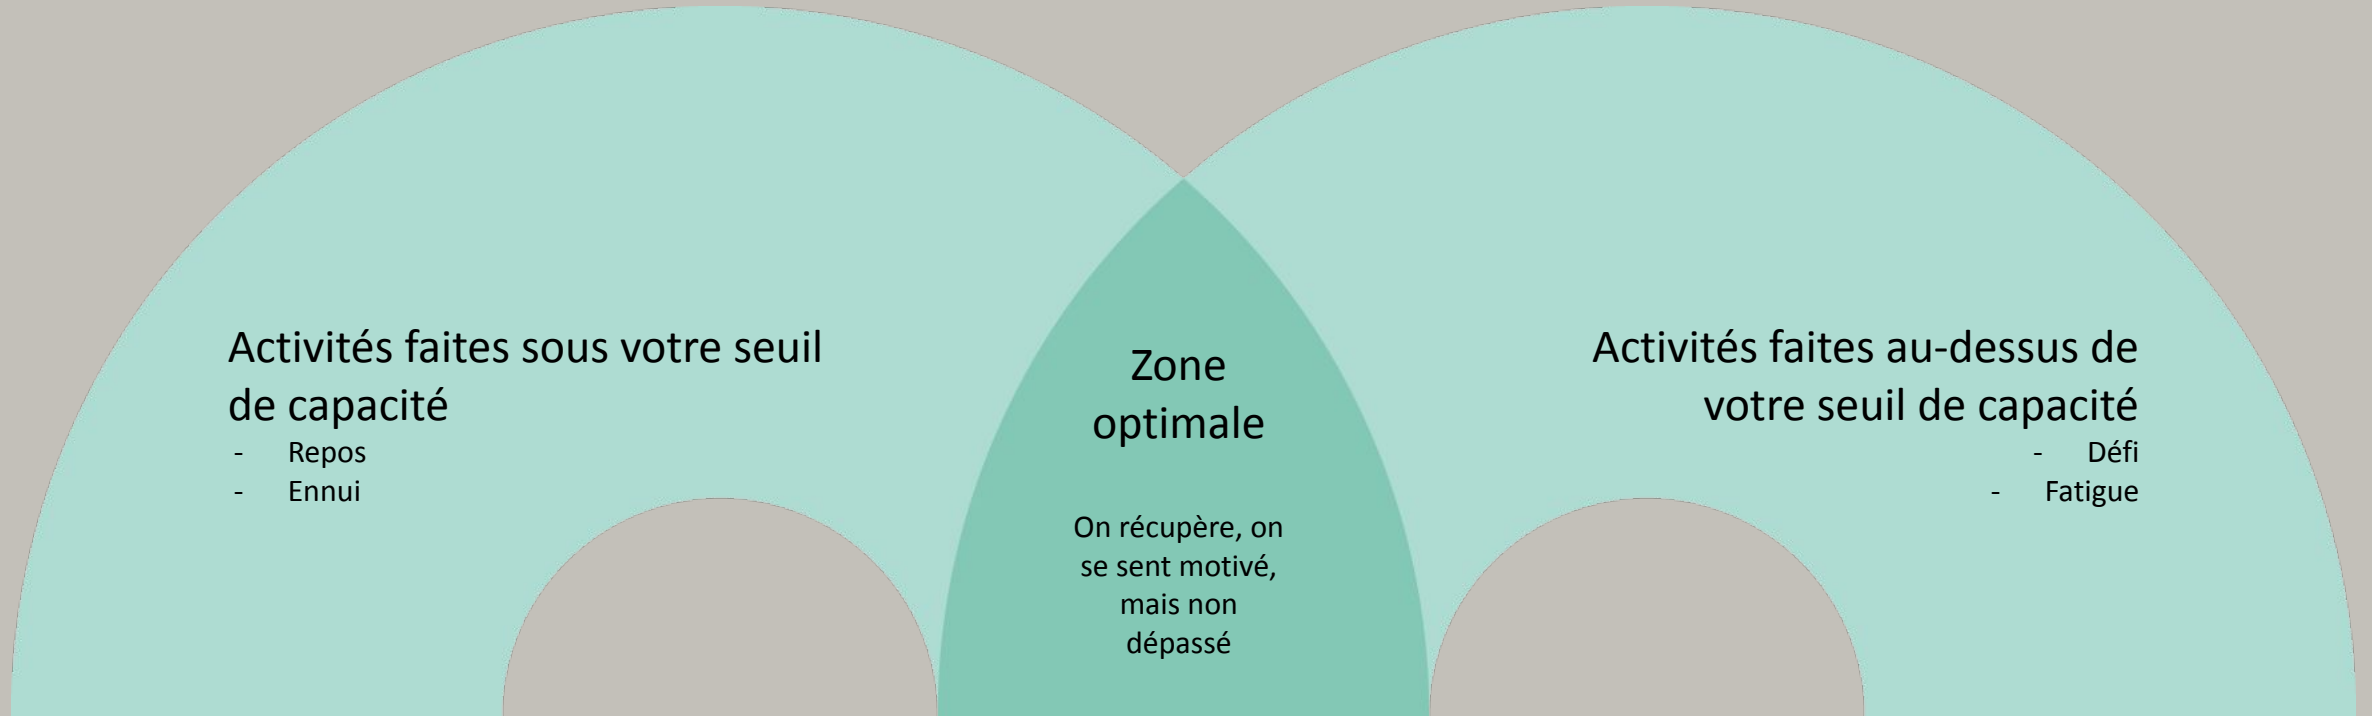 Activités faites sous votre seuil
de capacité
- Repos
- Ennui
Zone
optimale
On récupère, on
se sent motivé,
mais non
dépassé
Activités faites au-dessus de
votre seuil de capacité
- Défi
- Fatigue